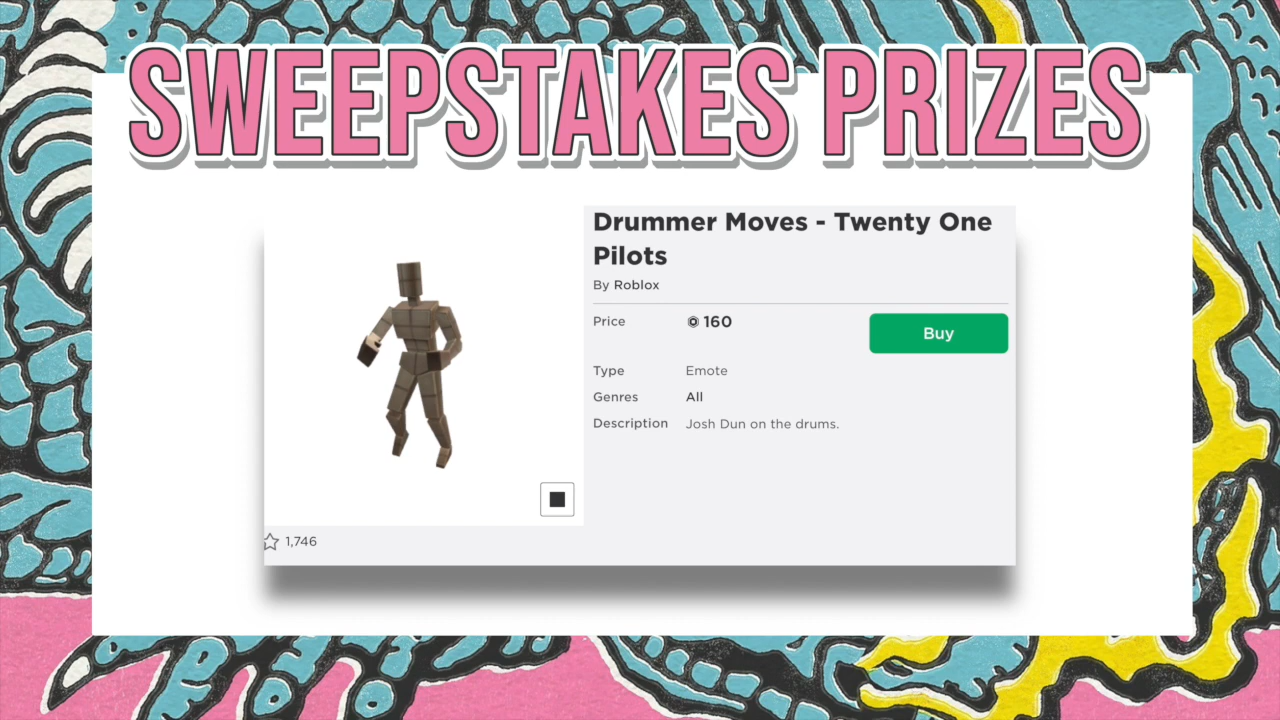 SWEEPSTAKES PRIZES
Drummer Moves - Twenty One
Pilots
By Roblox
Price 160
Buy
Type Emote
Genres All
Description Josh Dun on the drums.
1,746